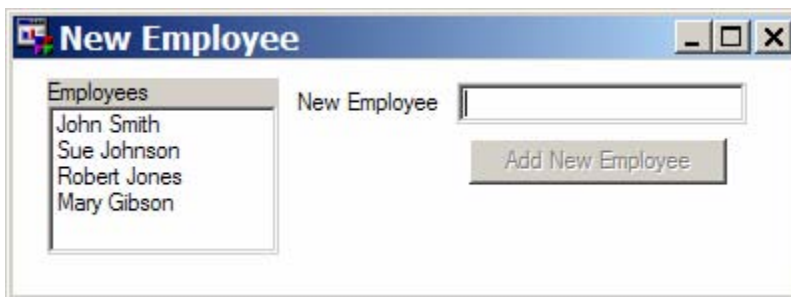 New Employee
Employees
John Smith
Sue Johnson
Robert Jones
Mary Gibson
New Employee
Add New Employee